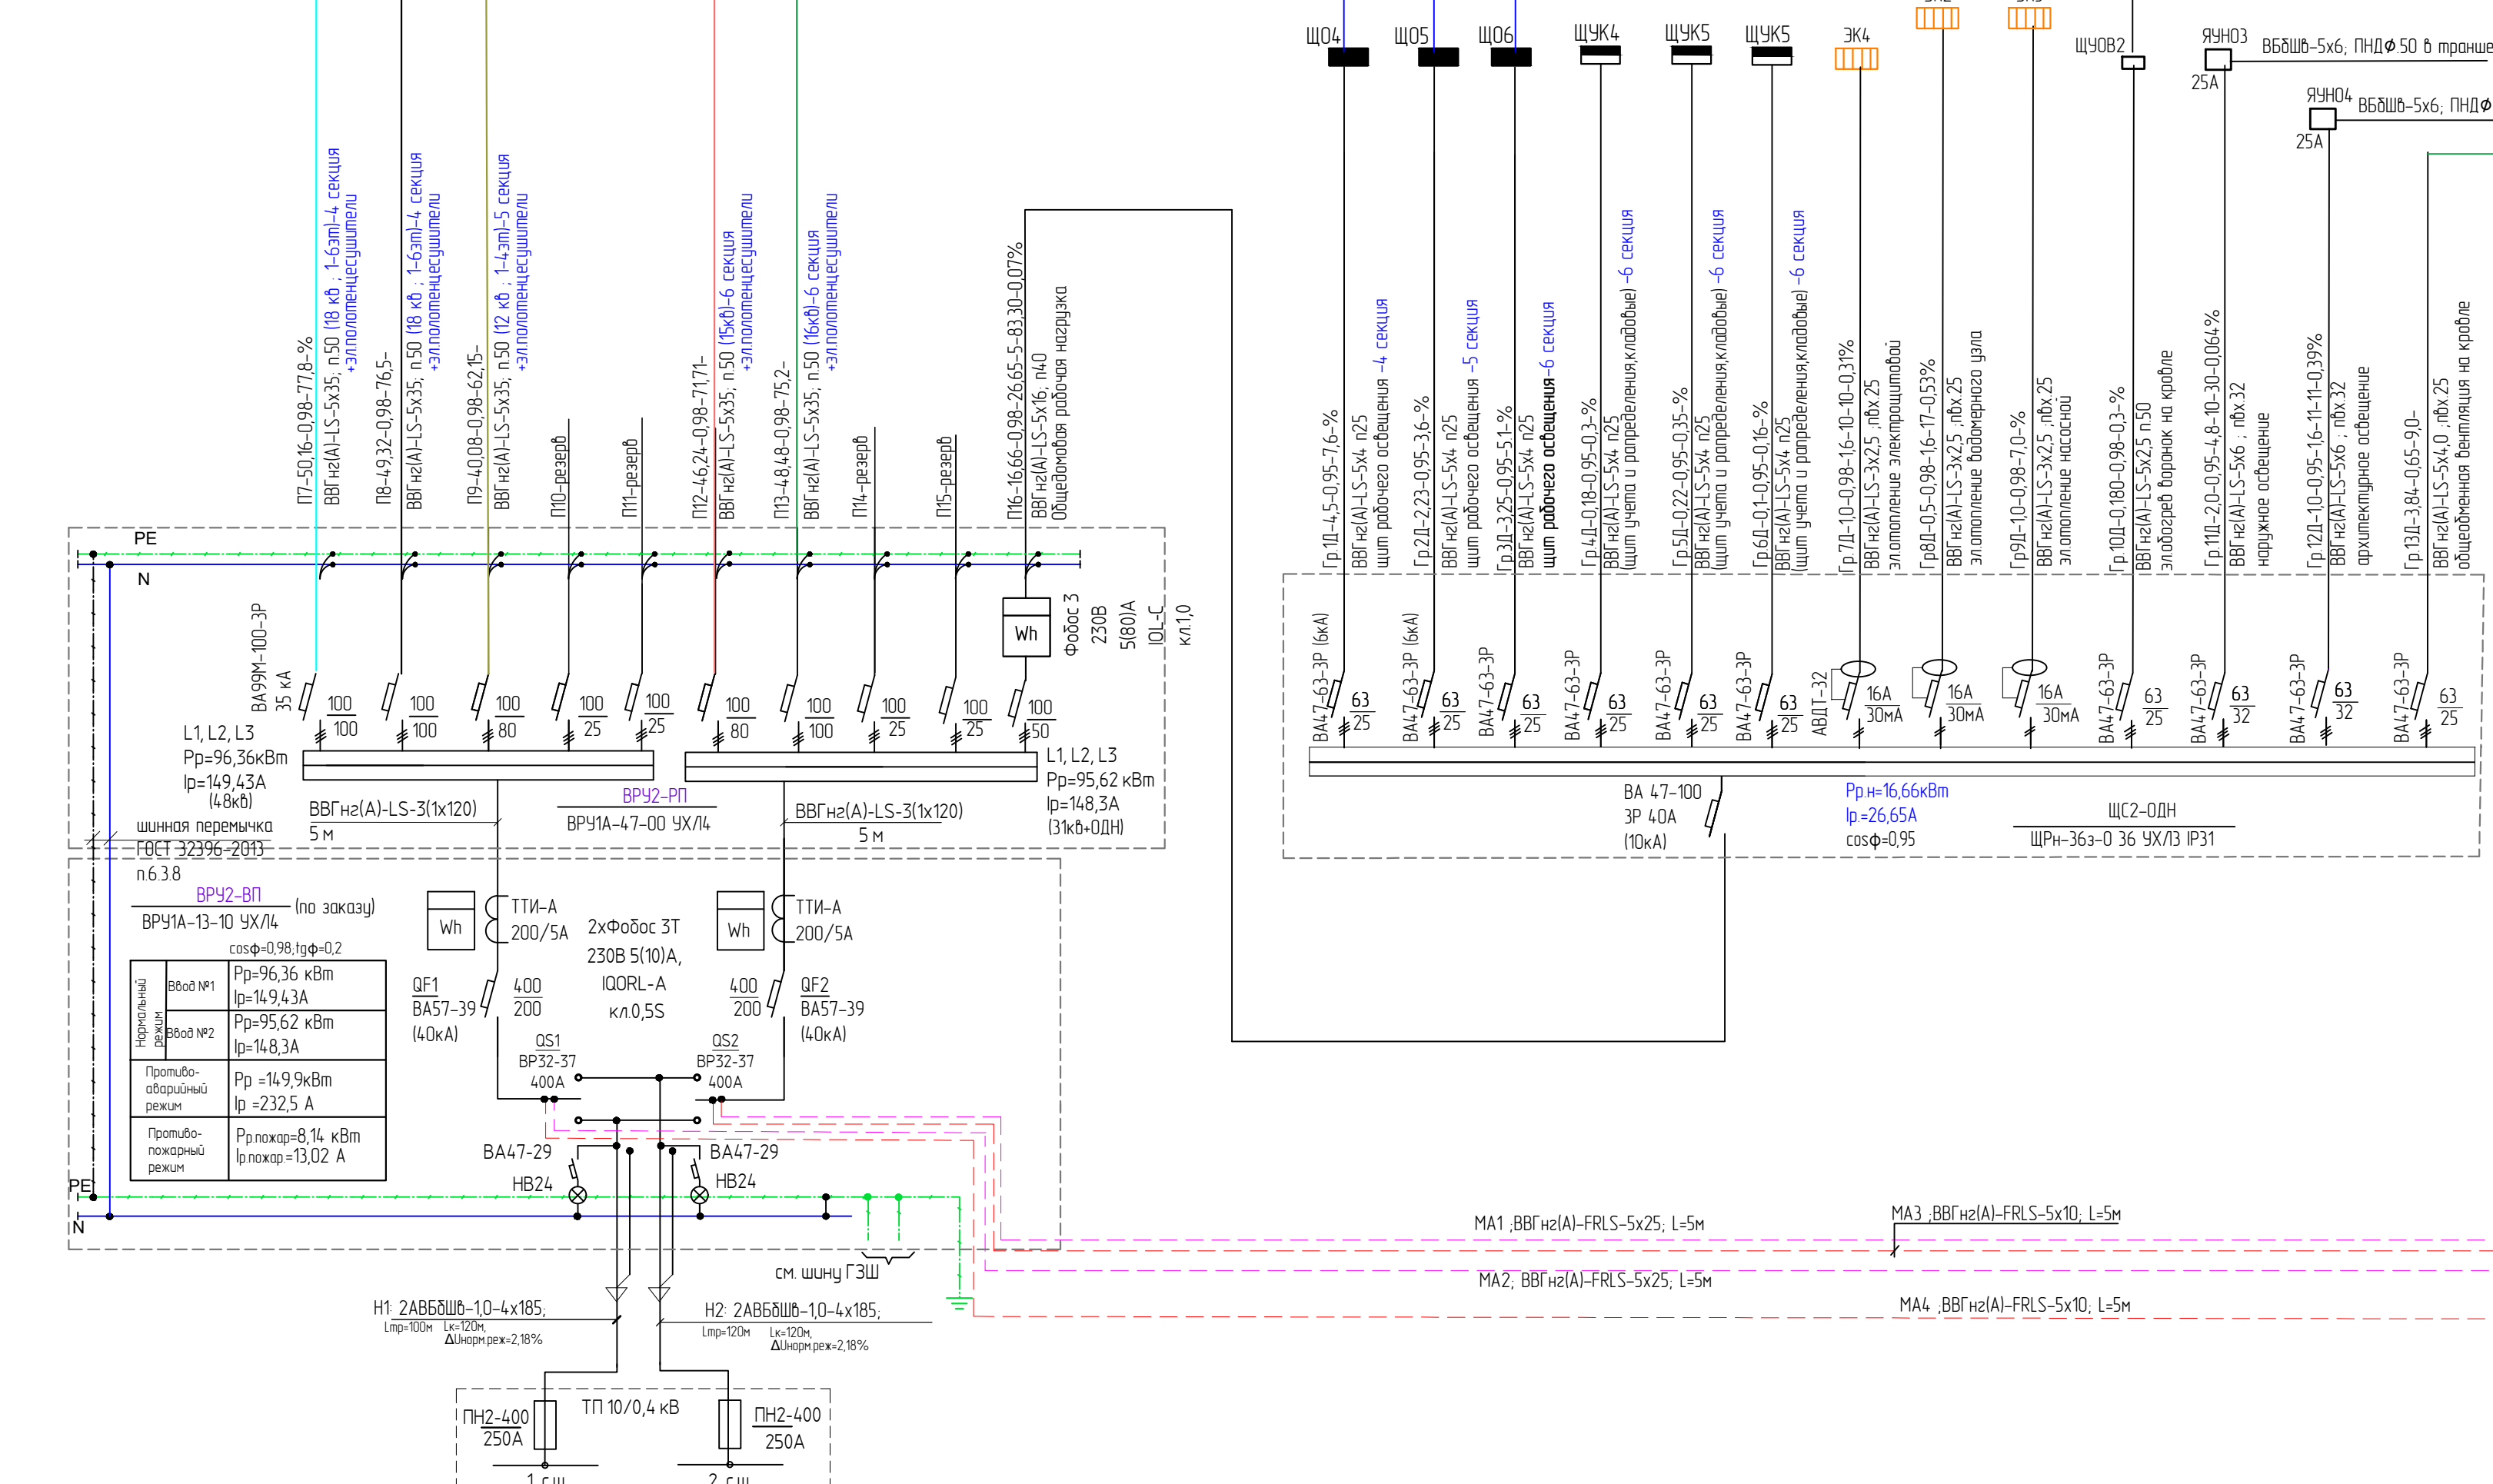 ЩО4
ЩО5
ЩО6
ЩУК4
ЩУК5
ЩУК5
ЭК4
ЩУОВ2
ЯУНО3
25А
ВБбШв-5х6; ПНДФ.50 в транше
ЯУНО4
25А
ВБбШв-5х6; ПНДФ
П7-50,16-0,98-77,8-%
ВВГнг(А)-LS-5х35; п.50 (18 кв ; 1-6эт)-4 секция
+эл.полотенцесушители
П8-49,32-0,98-76,5-
ВВГнг(А)-LS-5х35; п.50 (18 кв ; 1-6эт)-4 секция
+эл.полотенцесушители
П9-40,08-0,98-62,15-
ВВГнг(А)-LS-5х35; п.50 (12 кв ; 1-4эт)-5 секция
+эл.полотенцесушители
П10-резерв
П11-резерв
П12-46,24-0,98-71,71-
ВВГнг(А)-LS-5х35; п.50 (15кв)-6 секция
+эл.полотенцесушители
П13-48,48-0,98-75,2-
ВВГнг(А)-LS-5х35; п.50 (16кв)-6 секция
+эл.полотенцесушители
П14-резерв
П15-резерв
П16-16,66-0,98-26,65-5-83,30-0,07%
ВВГнг(А)-LS-5х16; п40
Общедомовая рабочая нагрузка
Гр.1Д-4,5-0,95-7,6-%
ВВГнг(А)-LS-5х4 п25
щит рабочего освещения -4 секция
Гр.2Д-2,23-0,95-3,6-%
ВВГнг(А)-LS-5х4 п25
щит рабочего освещения -5 секция
Гр.3Д-3,25-0,95-5,1-%
ВВГнг(А)-LS-5х4 п25
щит рабочего освещения-6 секция
Гр.4Д-0,18-0,95-0,3-%
ВВГнг(А)-LS-5х4 п25
(щит учета и рапределения,кладовые) -6 секция
Гр.5Д-0,22-0,95-0,35-%
ВВГнг(А)-LS-5х4 п25
(щит учета и рапределения,кладовые) -6 секция
Гр.6Д-0,1-0,95-0,16-%
ВВГнг(А)-LS-5х4 п25
(щит учета и рапределения,кладовые) -6 секция
Гр.7Д-1,0-0,98-1,6-10-10-0,31%
ВВГнг(А)-LS-3х2,5 ;пвх.25
эл.отопление электрощитовой
Гр8Д-0,5-0,98-1,6-17-0,53%
ВВГнг(А)-LS-3х2,5 ;пвх.25
эл.отопление водомерного узла
Гр9Д-1,0-0,98-7,0-%
ВВГнг(А)-LS-3х2,5 ;пвх.25
эл.отопление насосной
Гр.10Д-0,180-0,98-0,3-%
ВВГнг(А)-LS-5х2,5 п.50
эл.обогрев воронок на кровле
Гр.11Д-2,0-0,95-4,8-10-30-0,064%
ВВГнг(А)-LS-5х6 ; пвх.32
наружное освещение
Гр.12Д-1,0-0,95-1,6-11-11-0,39%
ВВГнг(А)-LS-5х6 ; пвх.32
архитектурное освещение
Гр.13Д-3,84-0,65-9,0-
ВВГнг(А)-LS-5х4,0 ;пвх.25
общеобменная вентиляция на кровле
PE
N
ВА99М-100-3Р
35 кА
100
100
100
100
100
80
100
25
100
25
100
80
100
100
100
25
100
25
100
50
Wh
Фобос 3
230В
5(80)А
IOL-C
кл.1,0
L1, L2, L3
Рр=96,36кВт
Iр=149,43А
(48кв)
L1, L2, L3
Рр=95,62 кВт
Iр=148,3А
(31кв+ОДН)
ВВГнг(А)-LS-3(1х120)
5 м
ВРУ2-РП
ВРУ1А-47-00 УХЛ4
ВВГнг(А)-LS-3(1х120)
5 м
шинная перемычка
ГОСТ 32396-2013
п.6.3.8
ВА47-63-3Р (6кА)
63
25
ВА47-63-3Р (6кА)
63
25
ВА47-63-3Р
63
25
ВА47-63-3Р
63
25
ВА47-63-3Р
63
25
ВА47-63-3Р
63
25
АВДТ-32
16А
30мА
16А
30мА
16А
30мА
ВА47-63-3Р
63
25
ВА47-63-3Р
63
32
ВА47-63-3Р
63
32
ВА47-63-3Р
63
25
ВА 47-100
3Р 40А
(10кА)
Рр.н=16,66кВт
Iр.=26,65А
cosφ=0,95
ЩС2-ОДН
ЩРн-36з-0 36 УХЛ3 IP31
ВРУ2-ВП
(по заказу)
ВРУ1А-13-10 УХЛ4
cosφ=0,98;tgφ=0,2
Нормальный режим
Ввод №1
Рр=96,36 кВт
Iр=149,43А
Ввод №2
Рр=95,62 кВт
Iр=148,3А
Противо-
аварийный
режим
Рр =149,9кВт
Iр =232,5 А
Противо-
пожарный
режим
Рр.пожар=8,14 кВт
Iр.пожар.=13,02 А
Wh
ТТИ-А
200/5А
2хФобос 3Т
230В 5(10)А,
IQORL-A
кл.0,5S
Wh
ТТИ-А
200/5А
QF1
ВА57-39
(40кА)
400
200
400
200
QF2
ВА57-39
(40кА)
QS1
ВР32-37
400А
QS2
ВР32-37
400А
ВА47-29
НВ24
ВА47-29
НВ24
PE
N
см. шину ГЗШ
МА1 ;ВВГнг(А)-FRLS-5х25; L=5м
МА3 ;ВВГнг(А)-FRLS-5х10; L=5м
МА2; ВВГнг(А)-FRLS-5х25; L=5м
МА4 ;ВВГнг(А)-FRLS-5х10; L=5м
Н1: 2АВБбШв-1,0-4х185;
Lтр=100м Lк=120м,
ΔUнорм.реж=2,18%
Н2: 2АВБбШв-1,0-4х185;
Lтр=120м Lк=120м,
ΔUнорм.реж=2,18%
ТП 10/0,4 кВ
ПН2-400
250А
ПН2-400
250А
1 с.ш.
2 с.ш.